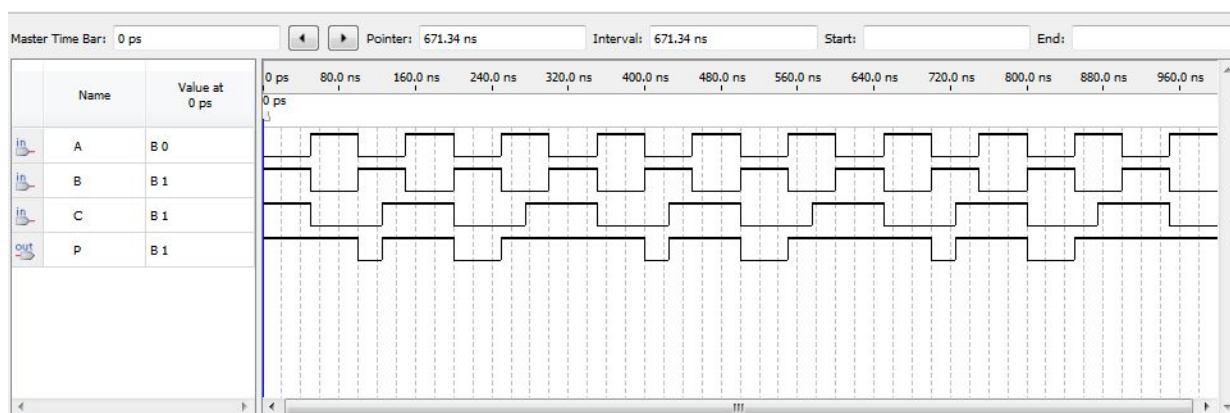 Master Time Bar: 0 ps Pointer: 671.34 ns Interval: 671.34 ns Start: End:
Name Value at 0 ps
0 ps 80.0 ns 160.0 ns 240.0 ns 320.0 ns 400.0 ns 480.0 ns 560.0 ns 640.0 ns 720.0 ns 800.0 ns 880.0 ns 960.0 ns
0 ps
in A B 0
in B B 1
in C B 1
out P B 1